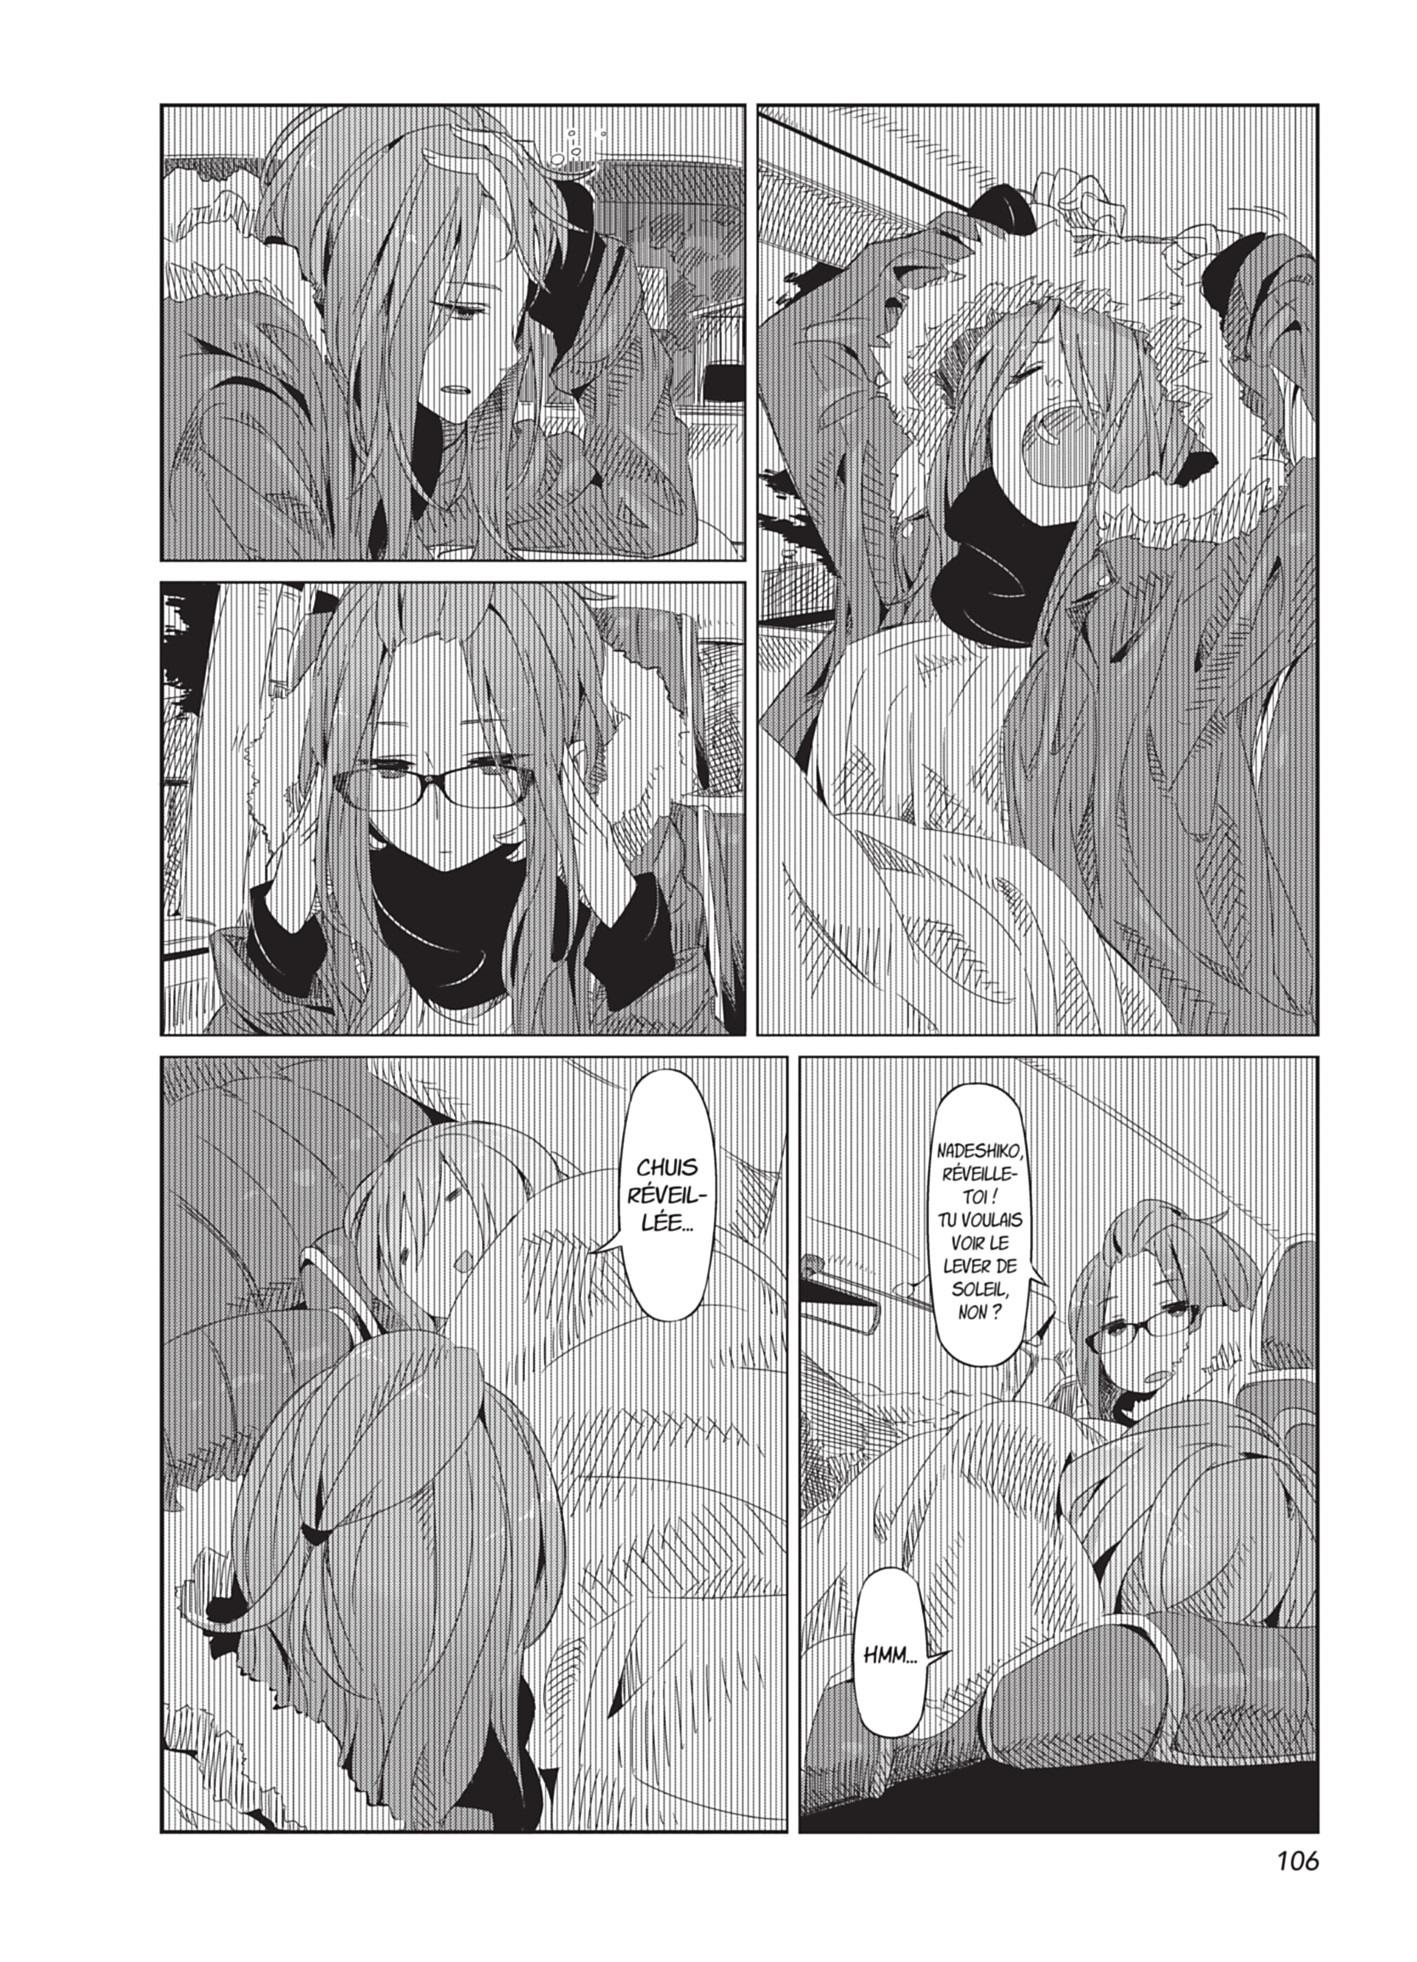 NADESHIKO,
RÉVEILLE-
TOI !
TU VOULAIS
VOIR LE
LEVER DE
SOLEIL,
NON ?
HMM...
CHUIS
RÉVEIL-
LÉE...
106